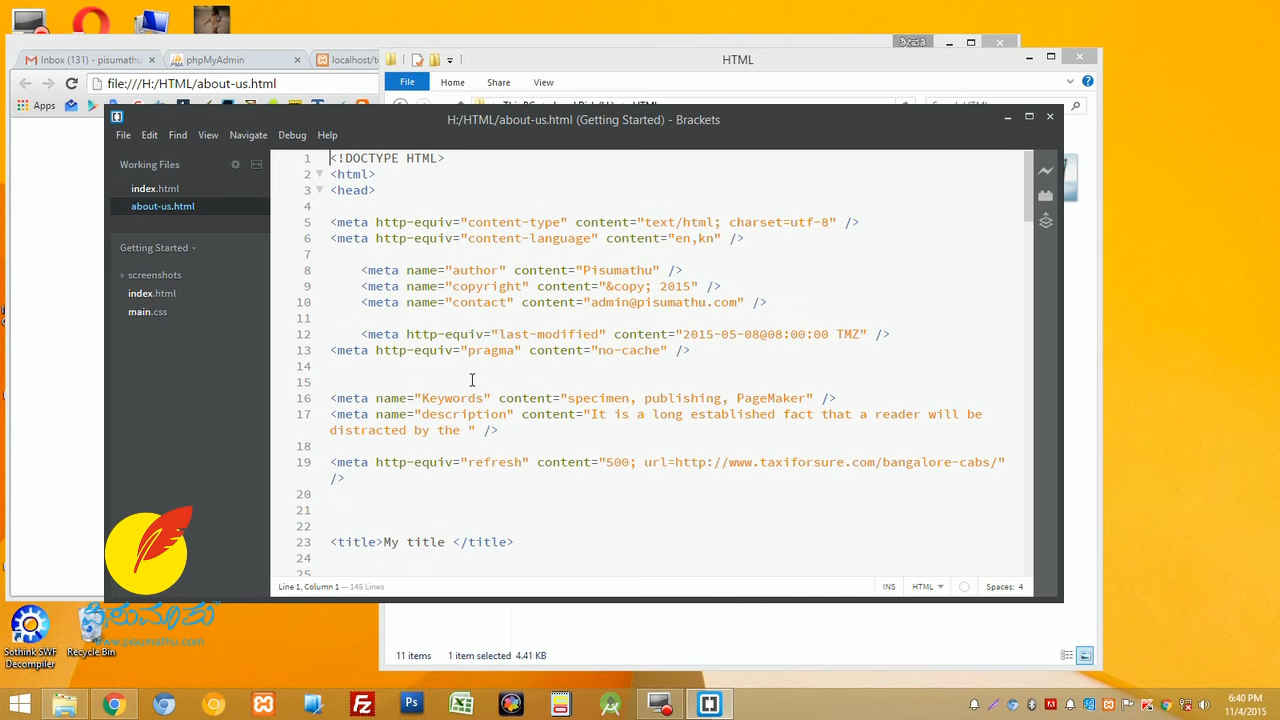 Inbox (131) - pisumathu
phpMyAdmin
localhost/t
file:///H:/HTML/about-us.html
Apps
HTML
File
Home
Share
View
H:/HTML/about-us.html (Getting Started) - Brackets
File Edit Find View Navigate Debug Help
Working Files
index.html
about-us.html
Getting Started
screenshots
index.html
main.css
1 <!DOCTYPE HTML>
2 <html>
3 <head>
4
5 <meta http-equiv="content-type" content="text/html; charset=utf-8" />
6 <meta http-equiv="content-language" content="en,kn" />
7
8 <meta name="author" content="Pisumathu" />
9 <meta name="copyright" content="&copy; 2015" />
10 <meta name="contact" content="admin@pisumathu.com" />
11
12 <meta http-equiv="last-modified" content="2015-05-08@08:00:00 TMZ" />
13 <meta http-equiv="pragma" content="no-cache" />
14
15
16 <meta name="Keywords" content="specimen, publishing, PageMaker" />
17 <meta name="description" content="It is a long established fact that a reader will be
distracted by the " />
18
19 <meta http-equiv="refresh" content="500; url=http://www.taxiforsure.com/bangalore-cabs/"
/>
20
21
22
23 <title>My title </title>
24
25
Line 1, Column 1 — 145 Lines
INS
HTML
Spaces: 4
ಪಿಸುಮಾತು
www.pisumathu.com
Sothink SWF
Decompiler
Recycle Bin
11 items
1 item selected 4.41 KB
6:40 PM
11/4/2015